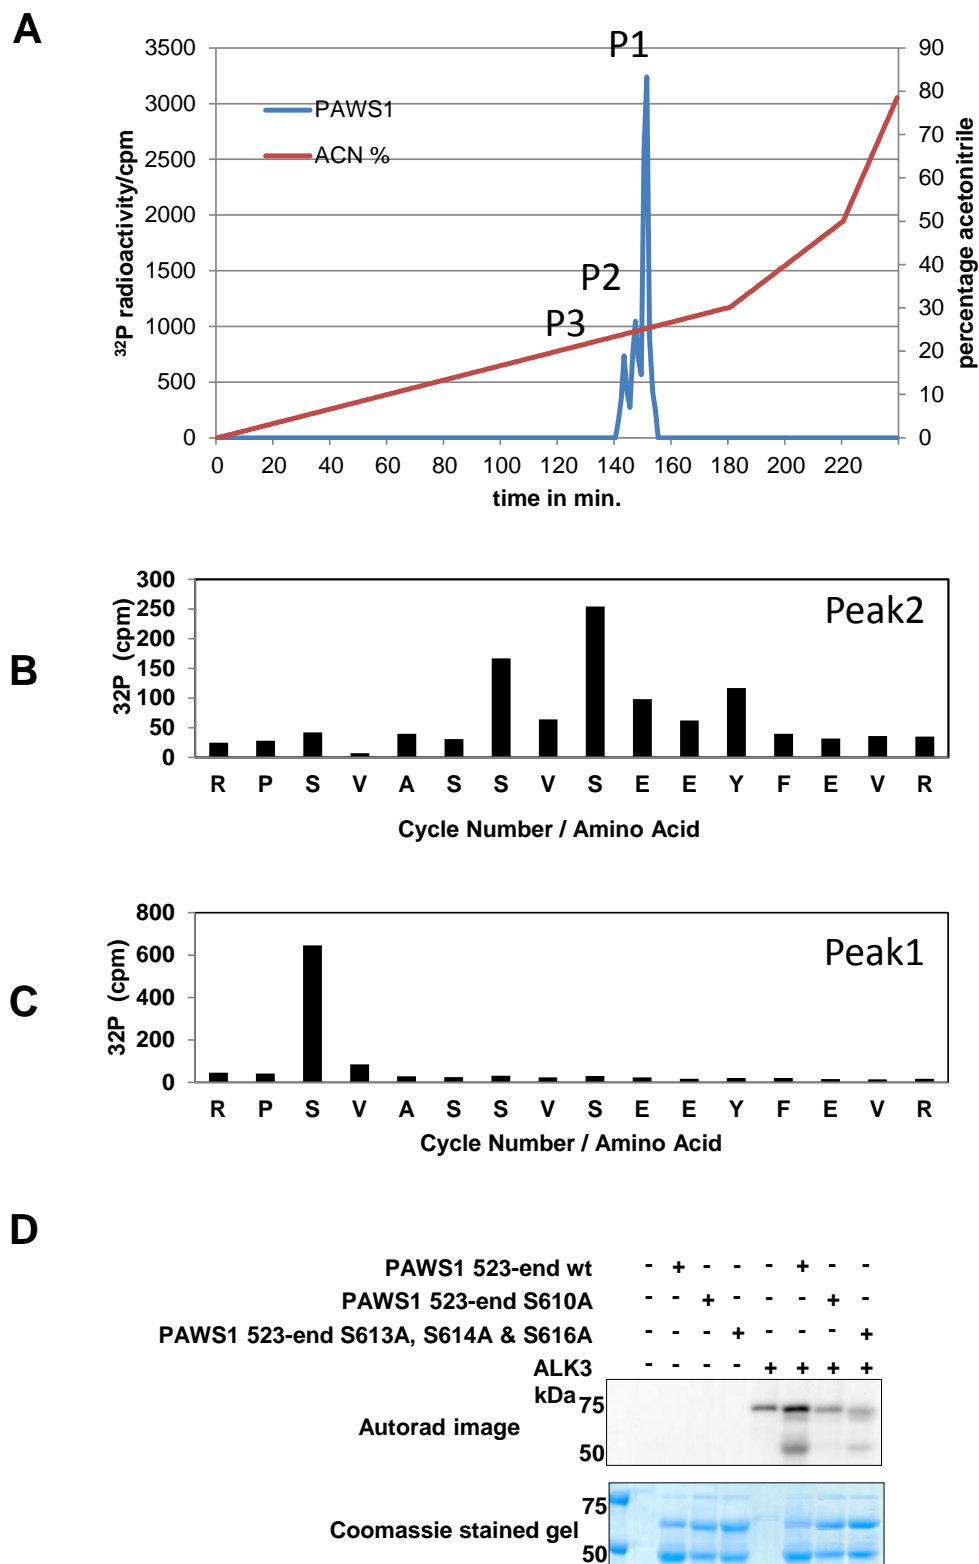 A
P1
3500
3000
2500
2000
1500
1000
500
0
90
80
70
60
50
40
30
20
10
0
PAWS1
ACN %
P2
P3
32P radioactivity/cpm
percentage acetonitrile
0 20 40 60 80 100 120 140 160 180 200 220
time in min.
B
300
250
200
150
100
50
0
32P (cpm)
Peak2
R P S V A S S V S E E Y F E V R
Cycle Number / Amino Acid
C
800
600
400
200
0
32P (cpm)
Peak1
R P S V A S S V S E E Y F E V R
Cycle Number / Amino Acid
D
PAWS1 523-end wt - + - - - + - -
PAWS1 523-end S610A - - + - - - + -
PAWS1 523-end S613A, S614A & S616A - - - + - - - +
ALK3 - - - - + + + +
kDa
75
Autorad image
50
75
Coomassie stained gel
50